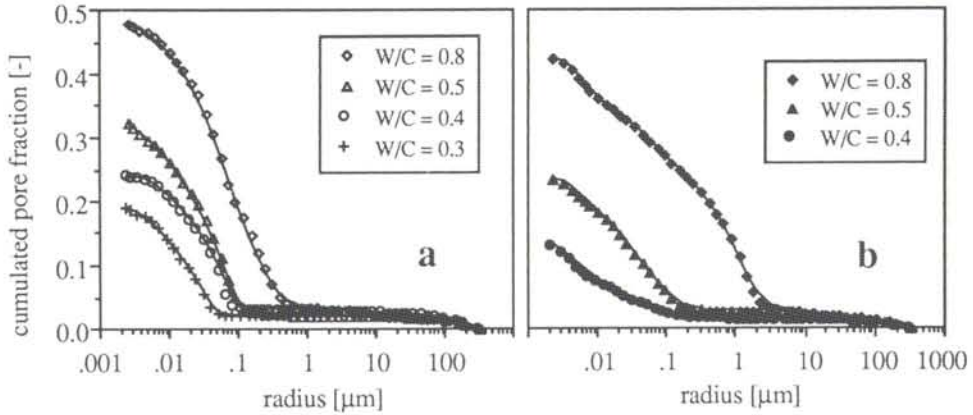 cumulated pore fraction [-]
0.5
0.4
0.3
0.2
0.1
0.0
W/C = 0.8
W/C = 0.5
W/C = 0.4
W/C = 0.3
a
.001 .01 .1 1 10 100
radius [µm]
W/C = 0.8
W/C = 0.5
W/C = 0.4
b
.01 .1 1 10 100 1000
radius [µm]